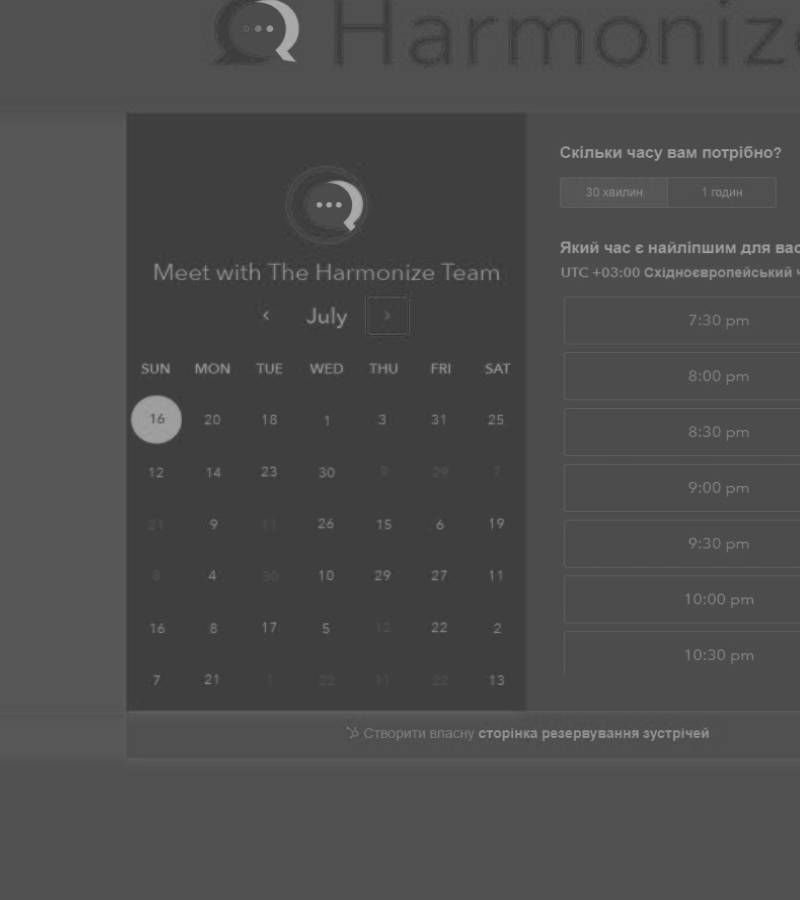 Harmonize
Meet with The Harmonize Team
July
SUN MON TUE WED THU FRI SAT
16 20 18 1 3 31 25
12 14 23 30 9 29 7
21 9 11 26 15 6 19
8 4 30 10 29 27 11
16 8 17 5 12 22 2
7 21 1 22 11 22 13
Скільки часу вам потрібно?
30 хвилин 1 годин
Який час є найліпшим для вас
UTC +03:00 Східноєвропейський ч
7:30 pm
8:00 pm
8:30 pm
9:00 pm
9:30 pm
10:00 pm
10:30 pm
Створити власну сторінка резервування зустрічей